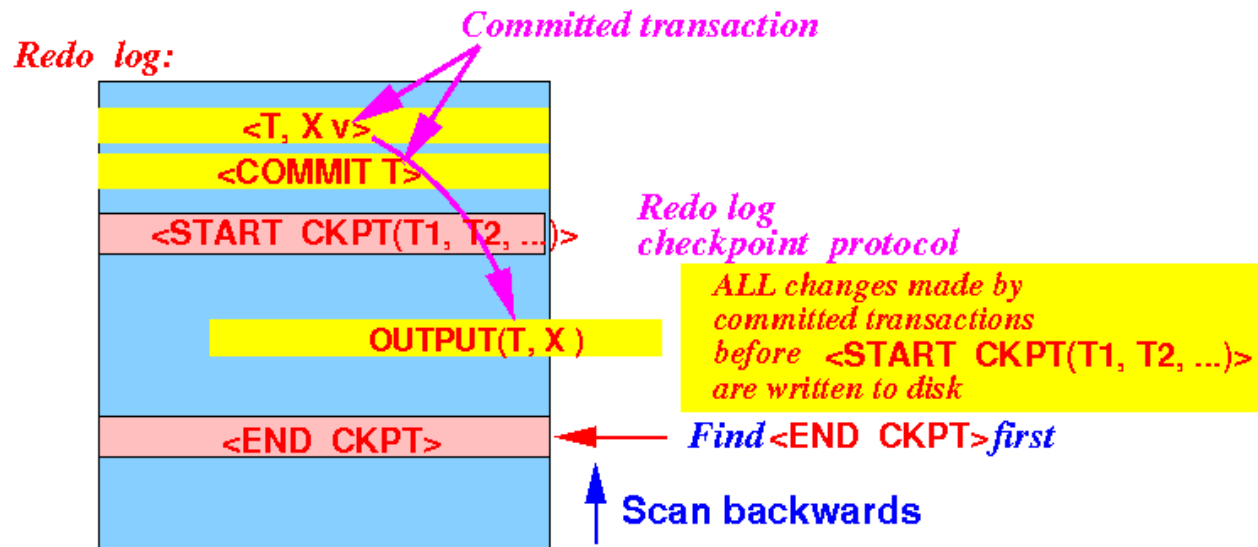 Committed transaction
Redo log:
<T, X v>
<COMMIT T>
<START CKPT(T1, T2, ...)>
Redo log
checkpoint protocol
ALL changes made by
committed transactions
before <START CKPT(T1, T2, ...)>
are written to disk
OUTPUT(T, X )
<END CKPT>
Find <END CKPT> first
Scan backwards